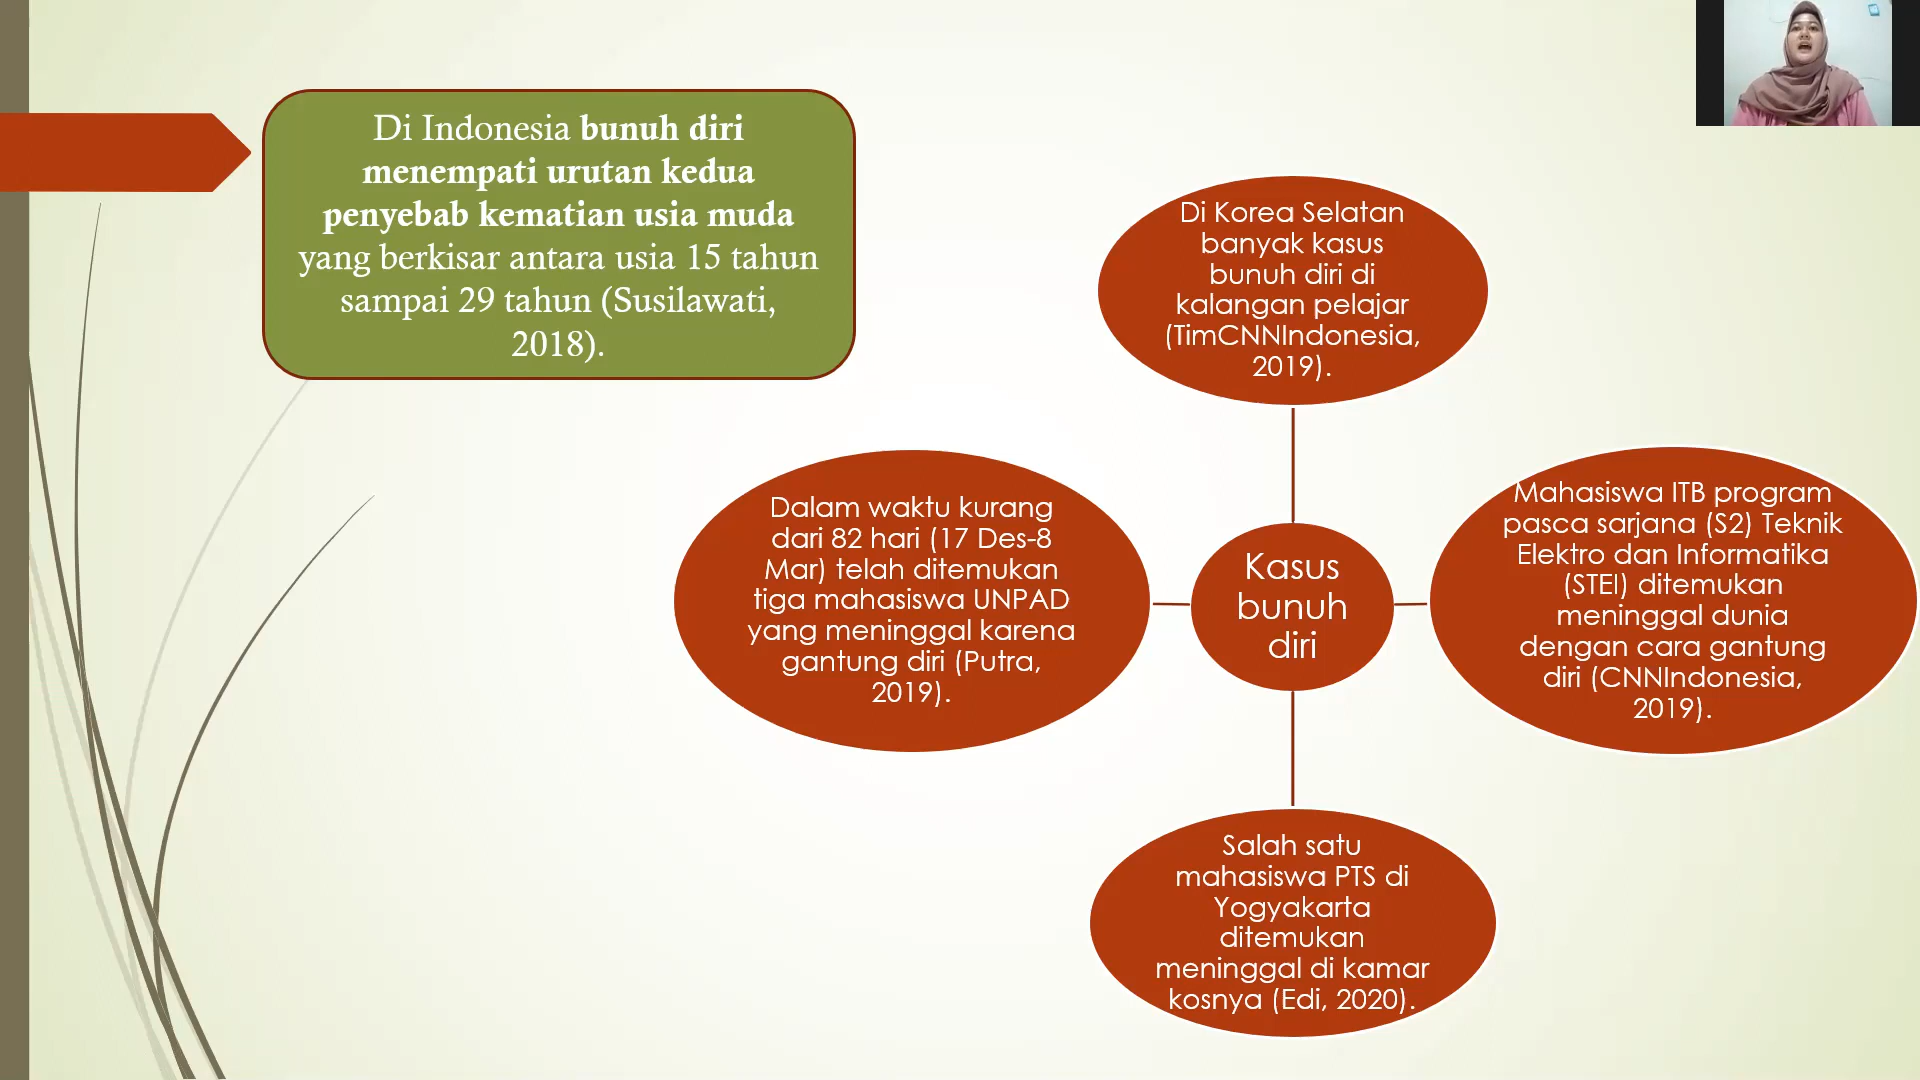 Di Indonesia bunuh diri
menempati urutan kedua
penyebab kematian usia muda
yang berkisar antara usia 15 tahun
sampai 29 tahun (Susilawati,
2018).
Di Korea Selatan
banyak kasus
bunuh diri di
kalangan pelajar
(TimCNNIndonesia,
2019).
Dalam waktu kurang
dari 82 hari (17 Des-8
Mar) telah ditemukan
tiga mahasiswa UNPAD
yang meninggal karena
gantung diri (Putra,
2019).
Kasus
bunuh
diri
Mahasiswa ITB program
pasca sarjana (S2) Teknik
Elektro dan Informatika
(STEI) ditemukan
meninggal dunia
dengan cara gantung
diri (CNNIndonesia,
2019).
Salah satu
mahasiswa PTS di
Yogyakarta
ditemukan
meninggal di kamar
kosnya (Edi, 2020).